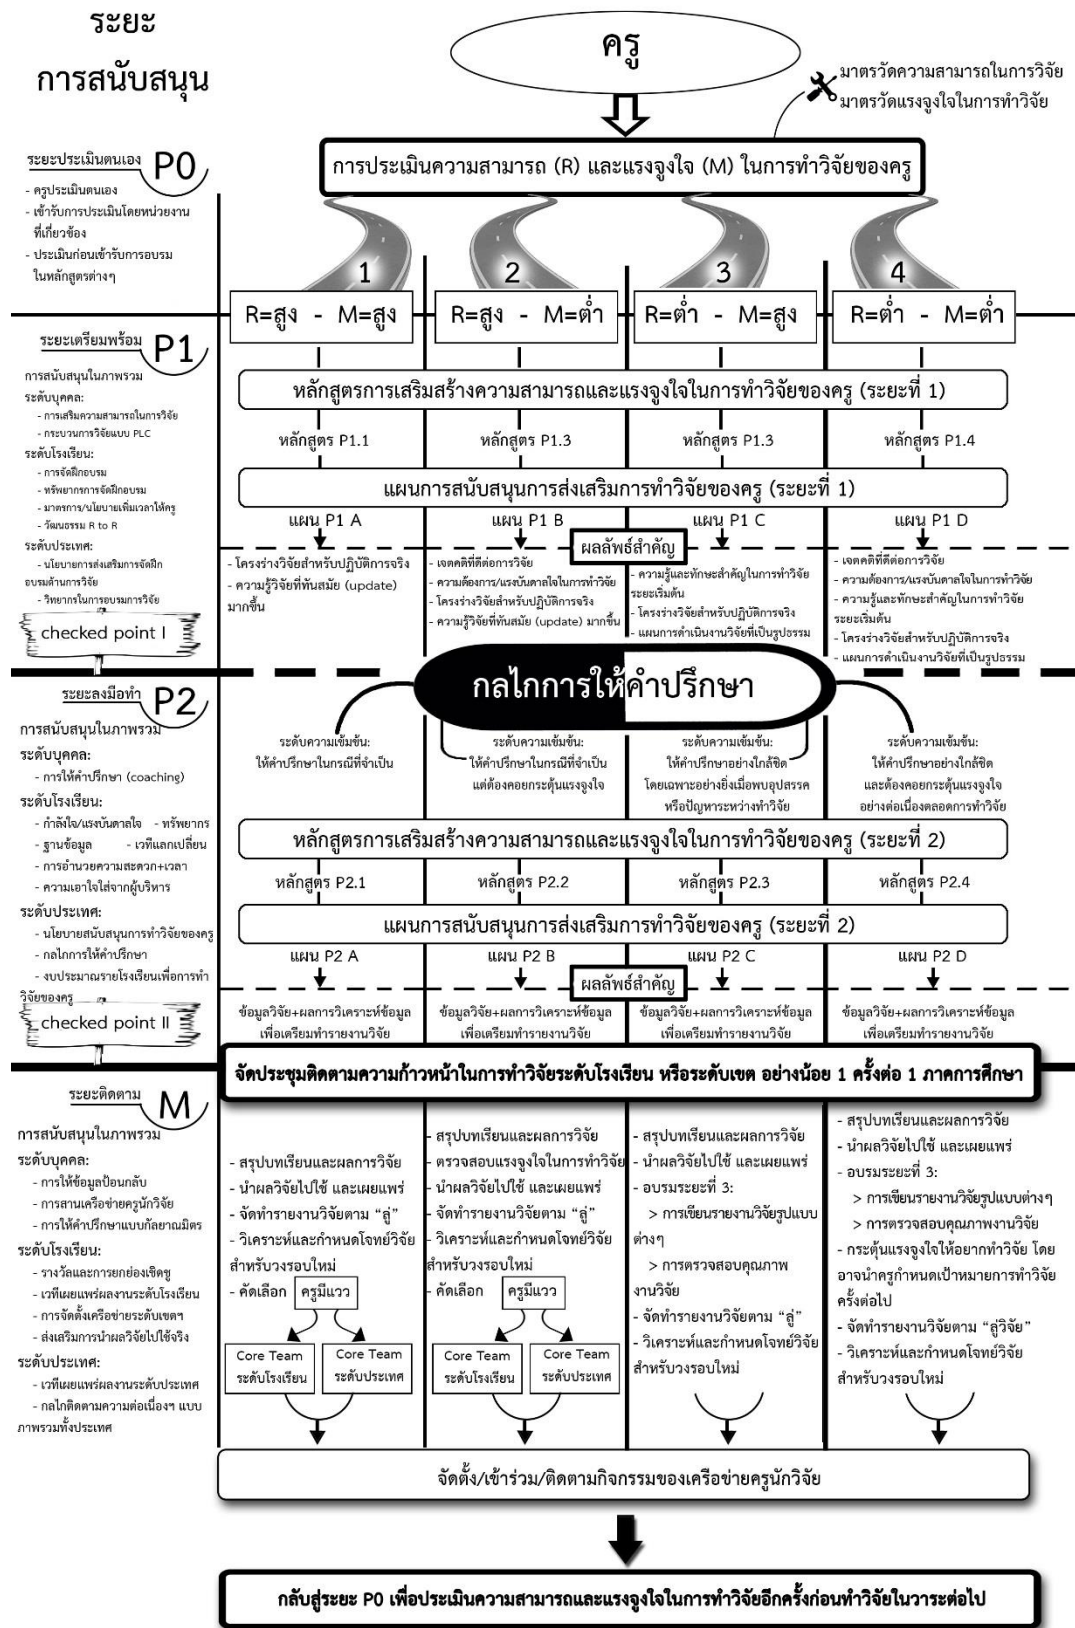 ระยะ
การสนับสนุน
ครู
มาตรวัดความสามารถในการวิจัย
มาตรวัดแรงจูงใจในการทำวิจัย
ระยะประเมินตนเอง P0
- ครูประเมินตนเอง
- เข้ารับการประเมินโดยหน่วยงาน
ที่เกี่ยวข้อง
- ประเมินก่อนเข้ารับการอบรม
ในหลักสูตรต่างๆ
การประเมินความสามารถ (R) และแรงจูงใจ (M) ในการทำวิจัยของครู
1 2 3 4
R=สูง - M=สูง
R=สูง - M=ต่ำ
R=ต่ำ - M=สูง
R=ต่ำ - M=ต่ำ
ระยะเตรียมพร้อม P1
การสนับสนุนในภาพรวม
ระดับบุคคล:
- การเสริมความสามารถในการวิจัย
- กระบวนการวิจัยแบบ PLC
ระดับโรงเรียน:
- การจัดฝึกอบรม
- ทรัพยากรการจัดฝึกอบรม
- มาตรการ/นโยบายเพิ่มเวลาให้ครู
- วัฒนธรรม R to R
ระดับประเทศ:
- นโยบายการส่งเสริมการจัดฝึก
อบรมด้านการวิจัย
- วิทยากรในการอบรมการวิจัย
checked point I
หลักสูตรการเสริมสร้างความสามารถและแรงจูงใจในการทำวิจัยของครู (ระยะที่ 1)
หลักสูตร P1.1
หลักสูตร P1.3
หลักสูตร P1.3
หลักสูตร P1.4
แผนการสนับสนุนการส่งเสริมการทำวิจัยของครู (ระยะที่ 1)
แผน P1 A
แผน P1 B
แผน P1 C
แผน P1 D
ผลลัพธ์สำคัญ
- โครงร่างวิจัยสำหรับปฏิบัติการจริง
- ความรู้วิจัยที่ทันสมัย (update)
มากขึ้น
- เจตคติที่ดีต่อการวิจัย
- ความต้องการ/แรงบันดาลใจในการทำวิจัย
- โครงร่างวิจัยสำหรับปฏิบัติการจริง
- ความรู้วิจัยที่ทันสมัย (update) มากขึ้น
- ความรู้และทักษะสำคัญในการทำวิจัย
ระยะเริ่มต้น
- โครงร่างวิจัยสำหรับปฏิบัติการจริง
- แผนการดำเนินงานวิจัยที่เป็นรูปธรรม
- เจตคติที่ดีต่อการวิจัย
- ความต้องการ/แรงบันดาลใจในการทำวิจัย
- ความรู้และทักษะสำคัญในการทำวิจัย
ระยะเริ่มต้น
- โครงร่างวิจัยสำหรับปฏิบัติการจริง
- แผนการดำเนินงานวิจัยที่เป็นรูปธรรม
กลไกการให้คำปรึกษา
ระยะลงมือทำ P2
การสนับสนุนในภาพรวม
ระดับบุคคล:
- การให้คำปรึกษา (coaching)
ระดับโรงเรียน:
- กำลังใจ/แรงบันดาลใจ - ทรัพยากร
- ฐานข้อมูล - เวทีแลกเปลี่ยน
- การอำนวยความสะดวก+เวลา
- ความเอาใจใส่จากผู้บริหาร
ระดับประเทศ:
- นโยบายสนับสนุนการทำวิจัยของครู
- กลไกการให้คำปรึกษา
- งบประมาณรายโรงเรียนเพื่อการทำ
วิจัยของครู
checked point II
ระดับความเข้มข้น:
ให้คำปรึกษาในกรณีที่จำเป็น
ระดับความเข้มข้น:
ให้คำปรึกษาในกรณีที่จำเป็น
แต่ต้องคอยกระตุ้นแรงจูงใจ
ระดับความเข้มข้น:
ให้คำปรึกษาอย่างใกล้ชิด
โดยเฉพาะอย่างยิ่งเมื่อพบอุปสรรค
หรือปัญหาระหว่างทำวิจัย
ระดับความเข้มข้น:
ให้คำปรึกษาอย่างใกล้ชิด
และต้องคอยกระตุ้นแรงจูงใจ
อย่างต่อเนื่องตลอดการทำวิจัย
หลักสูตรการเสริมสร้างความสามารถและแรงจูงใจในการทำวิจัยของครู (ระยะที่ 2)
หลักสูตร P2.1
หลักสูตร P2.2
หลักสูตร P2.3
หลักสูตร P2.4
แผนการสนับสนุนการส่งเสริมการทำวิจัยของครู (ระยะที่ 2)
แผน P2 A
แผน P2 B
แผน P2 C
แผน P2 D
ผลลัพธ์สำคัญ
ข้อมูลวิจัย+ผลการวิเคราะห์ข้อมูล
เพื่อเตรียมทำรายงานวิจัย
ข้อมูลวิจัย+ผลการวิเคราะห์ข้อมูล
เพื่อเตรียมทำรายงานวิจัย
ข้อมูลวิจัย+ผลการวิเคราะห์ข้อมูล
เพื่อเตรียมทำรายงานวิจัย
ข้อมูลวิจัย+ผลการวิเคราะห์ข้อมูล
เพื่อเตรียมทำรายงานวิจัย
จัดประชุมติดตามความก้าวหน้าในการทำวิจัยระดับโรงเรียน หรือระดับเขต อย่างน้อย 1 ครั้งต่อ 1 ภาคการศึกษา
ระยะติดตาม M
การสนับสนุนในภาพรวม
ระดับบุคคล:
- การให้ข้อมูลป้อนกลับ
- การสานเครือข่ายครูนักวิจัย
- การให้คำปรึกษาแบบกัลยาณมิตร
ระดับโรงเรียน:
- รางวัลและการยกย่องเชิดชู
- เวทีเผยแพร่ผลงานระดับโรงเรียน
- การจัดตั้งเครือข่ายระดับเขตฯ
- ส่งเสริมการนำผลวิจัยไปใช้จริง
ระดับประเทศ:
- เวทีเผยแพร่ผลงานระดับประเทศ
- กลไกติดตามความต่อเนื่องฯ แบบ
ภาพรวมทั้งประเทศ
- สรุปบทเรียนและผลการวิจัย
- นำผลวิจัยไปใช้ และเผยแพร่
- จัดทำรายงานวิจัยตาม “ลู่”
- วิเคราะห์และกำหนดโจทย์วิจัย
สำหรับวงรอบใหม่
- คัดเลือก ครูมีแวว
Core Team
ระดับโรงเรียน
Core Team
ระดับประเทศ
- สรุปบทเรียนและผลการวิจัย
- ตรวจสอบแรงจูงใจในการทำวิจัย
- นำผลวิจัยไปใช้ และเผยแพร่
- จัดทำรายงานวิจัยตาม “ลู่”
- วิเคราะห์และกำหนดโจทย์วิจัย
สำหรับวงรอบใหม่
- คัดเลือก ครูมีแวว
Core Team
ระดับโรงเรียน
Core Team
ระดับประเทศ
- สรุปบทเรียนและผลการวิจัย
- นำผลวิจัยไปใช้ และเผยแพร่
- อบรมระยะที่ 3:
> การเขียนรายงานวิจัยรูปแบบ
ต่างๆ
> การตรวจสอบคุณภาพ
งานวิจัย
- จัดทำรายงานวิจัยตาม “ลู่”
- วิเคราะห์และกำหนดโจทย์วิจัย
สำหรับวงรอบใหม่
- สรุปบทเรียนและผลการวิจัย
- นำผลวิจัยไปใช้ และเผยแพร่
- อบรมระยะที่ 3:
> การเขียนรายงานวิจัยรูปแบบต่างๆ
> การตรวจสอบคุณภาพงานวิจัย
- กระตุ้นแรงจูงใจให้อยากทำวิจัย โดย
อาจนำครูกำหนดเป้าหมายการทำวิจัย
ครั้งต่อไป
- จัดทำรายงานวิจัยตาม “ลู่วิจัย”
- วิเคราะห์และกำหนดโจทย์วิจัย
สำหรับวงรอบใหม่
จัดตั้ง/เข้าร่วม/ติดตามกิจกรรมของเครือข่ายครูนักวิจัย
กลับสู่ระยะ P0 เพื่อประเมินความสามารถและแรงจูงใจในการทำวิจัยอีกครั้งก่อนทำวิจัยในวาระต่อไป